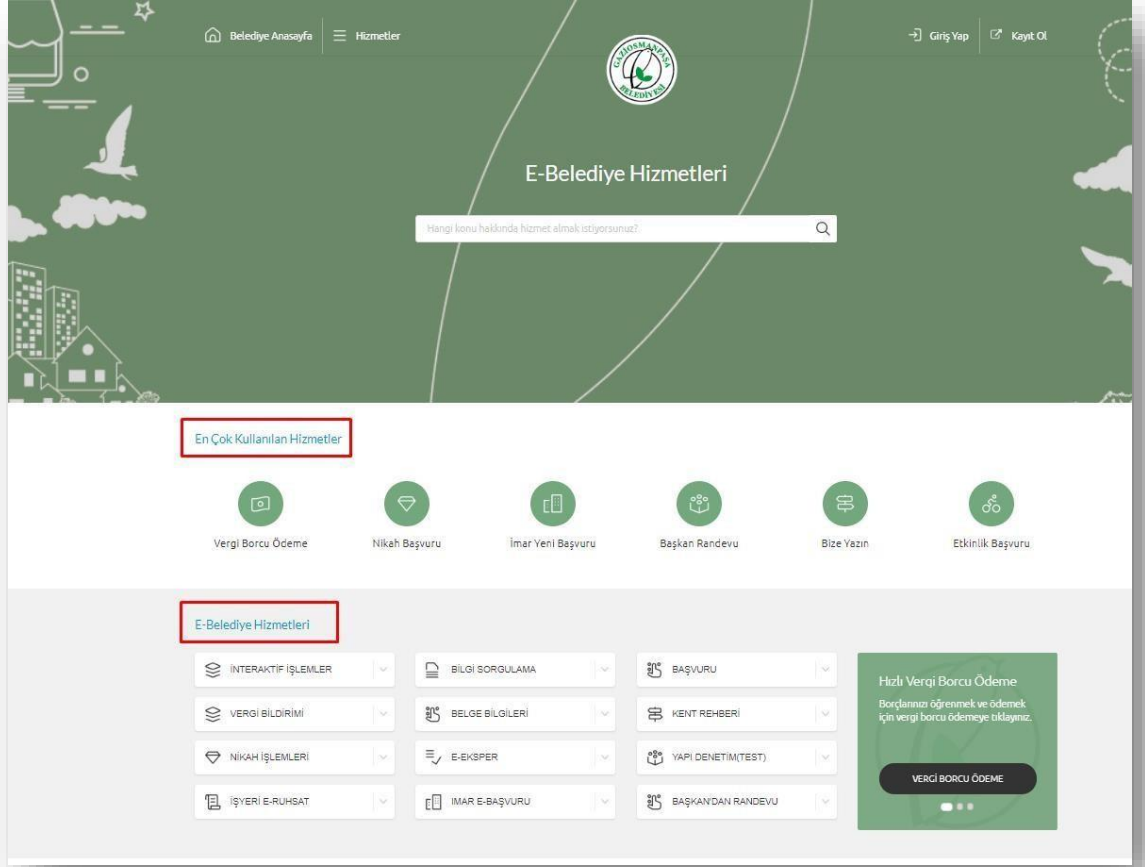 Belediye Anasayfa
Hizmetler
Giriş Yap
Kayıt Ol
GAZİOSMANPAŞA
BELEDİYESİ
E-Belediye Hizmetleri
Hangi konu hakkında hizmet almak istiyorsunuz?
En Çok Kullanılan Hizmetler
Vergi Borcu Ödeme
Nikah Başvuru
İmar Yeni Başvuru
Başkan Randevu
Bize Yazın
Etkinlik Başvuru
E-Belediye Hizmetleri
İNTERAKTİF İŞLEMLER
BİLGİ SORGULAMA
BAŞVURU
VERGİ BİLDİRİMİ
BELGE BİLGİLERİ
KENT REHBERİ
NİKAH İŞLEMLERİ
E-EKSPER
YAPI DENETİM(TEST)
İŞYERİ E-RUHSAT
IMAR E-BAŞVURU
BAŞKAN'DAN RANDEVU
Hızlı Vergi Borcu Ödeme
Borçlarınızı öğrenmek ve ödemek
için vergi borcu ödemeye tıklayınız.
VERGİ BORCU ÖDEME